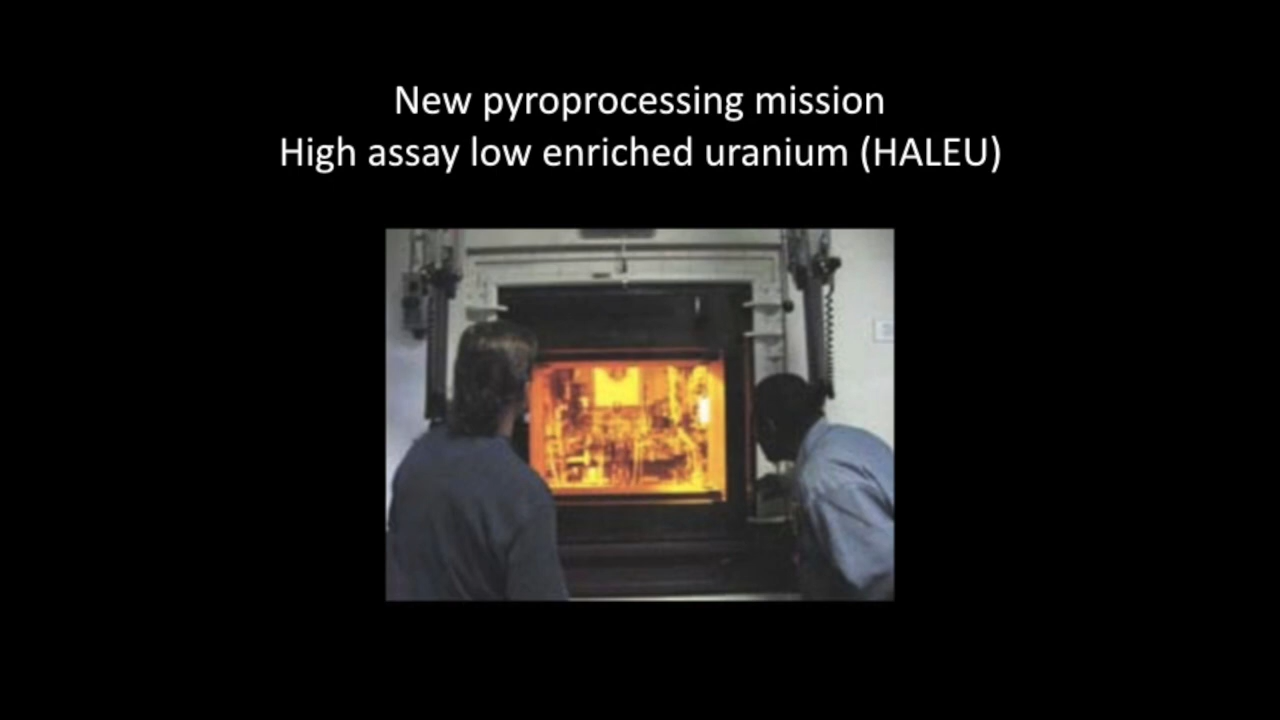 New pyroprocessing mission
High assay low enriched uranium (HALEU)